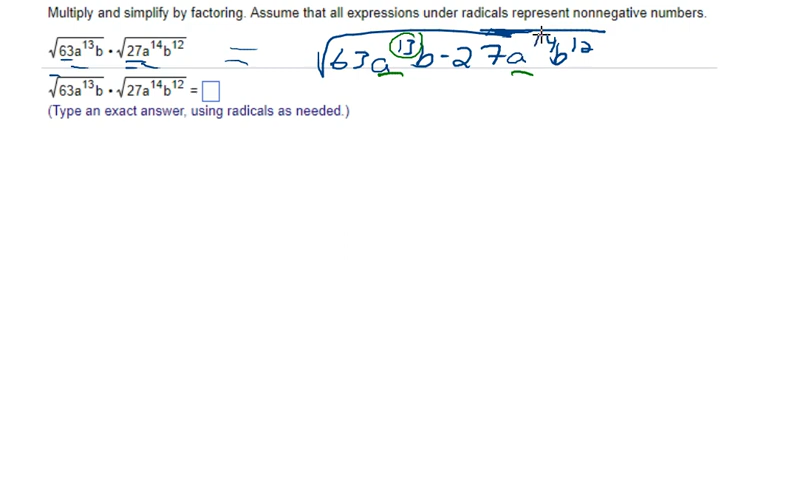 Multiply and simplify by factoring. Assume that all expressions under radicals represent nonnegative numbers.
√63a¹³b · √27a¹⁴b¹² = √63a¹³b - 27a¹⁴b¹²
√63a¹³b · √27a¹⁴b¹² =
(Type an exact answer, using radicals as needed.)